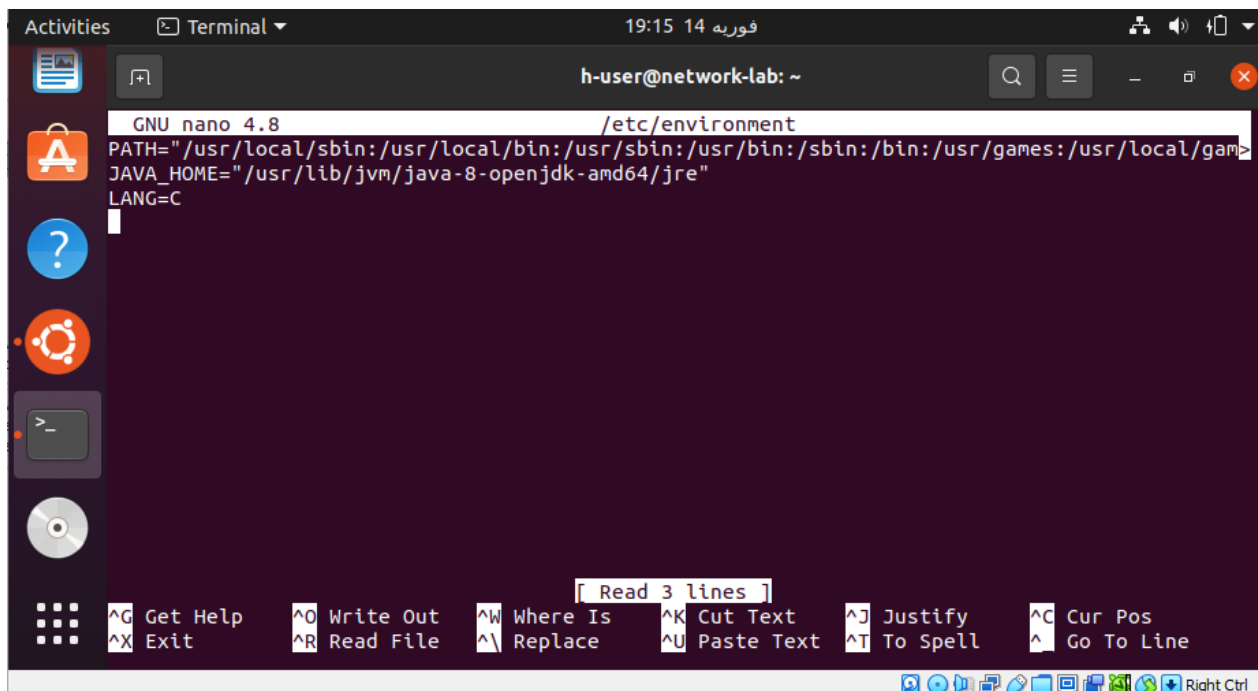 Activities Terminal 19:15 14 فوریه
h-user@network-lab: ~
GNU nano 4.8 /etc/environment
PATH="/usr/local/sbin:/usr/local/bin:/usr/sbin:/usr/bin:/sbin:/bin:/usr/games:/usr/local/gam>
JAVA_HOME="/usr/lib/jvm/java-8-openjdk-amd64/jre"
LANG=C
[ Read 3 lines ]
^G Get Help ^O Write Out ^W Where Is ^K Cut Text ^J Justify ^C Cur Pos
^X Exit ^R Read File ^\ Replace ^U Paste Text ^T To Spell ^_ Go To Line
Right Ctrl